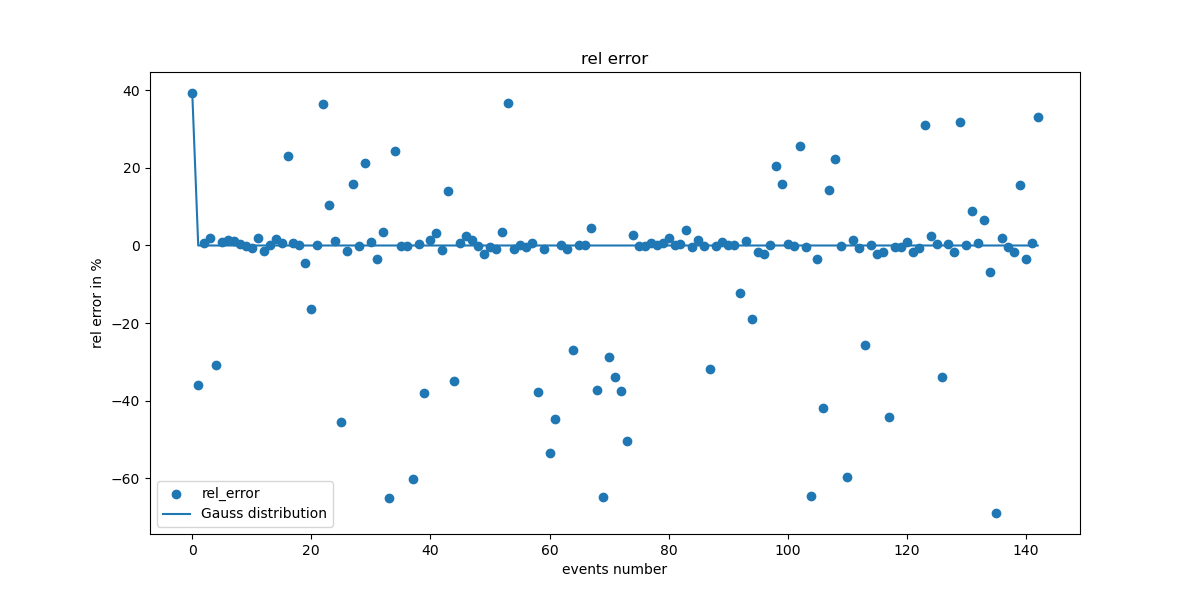 rel error
40
20
0
−20
−40
−60
rel error in %
rel_error
Gauss distribution
0 20 40 60 80 100 120 140
events number